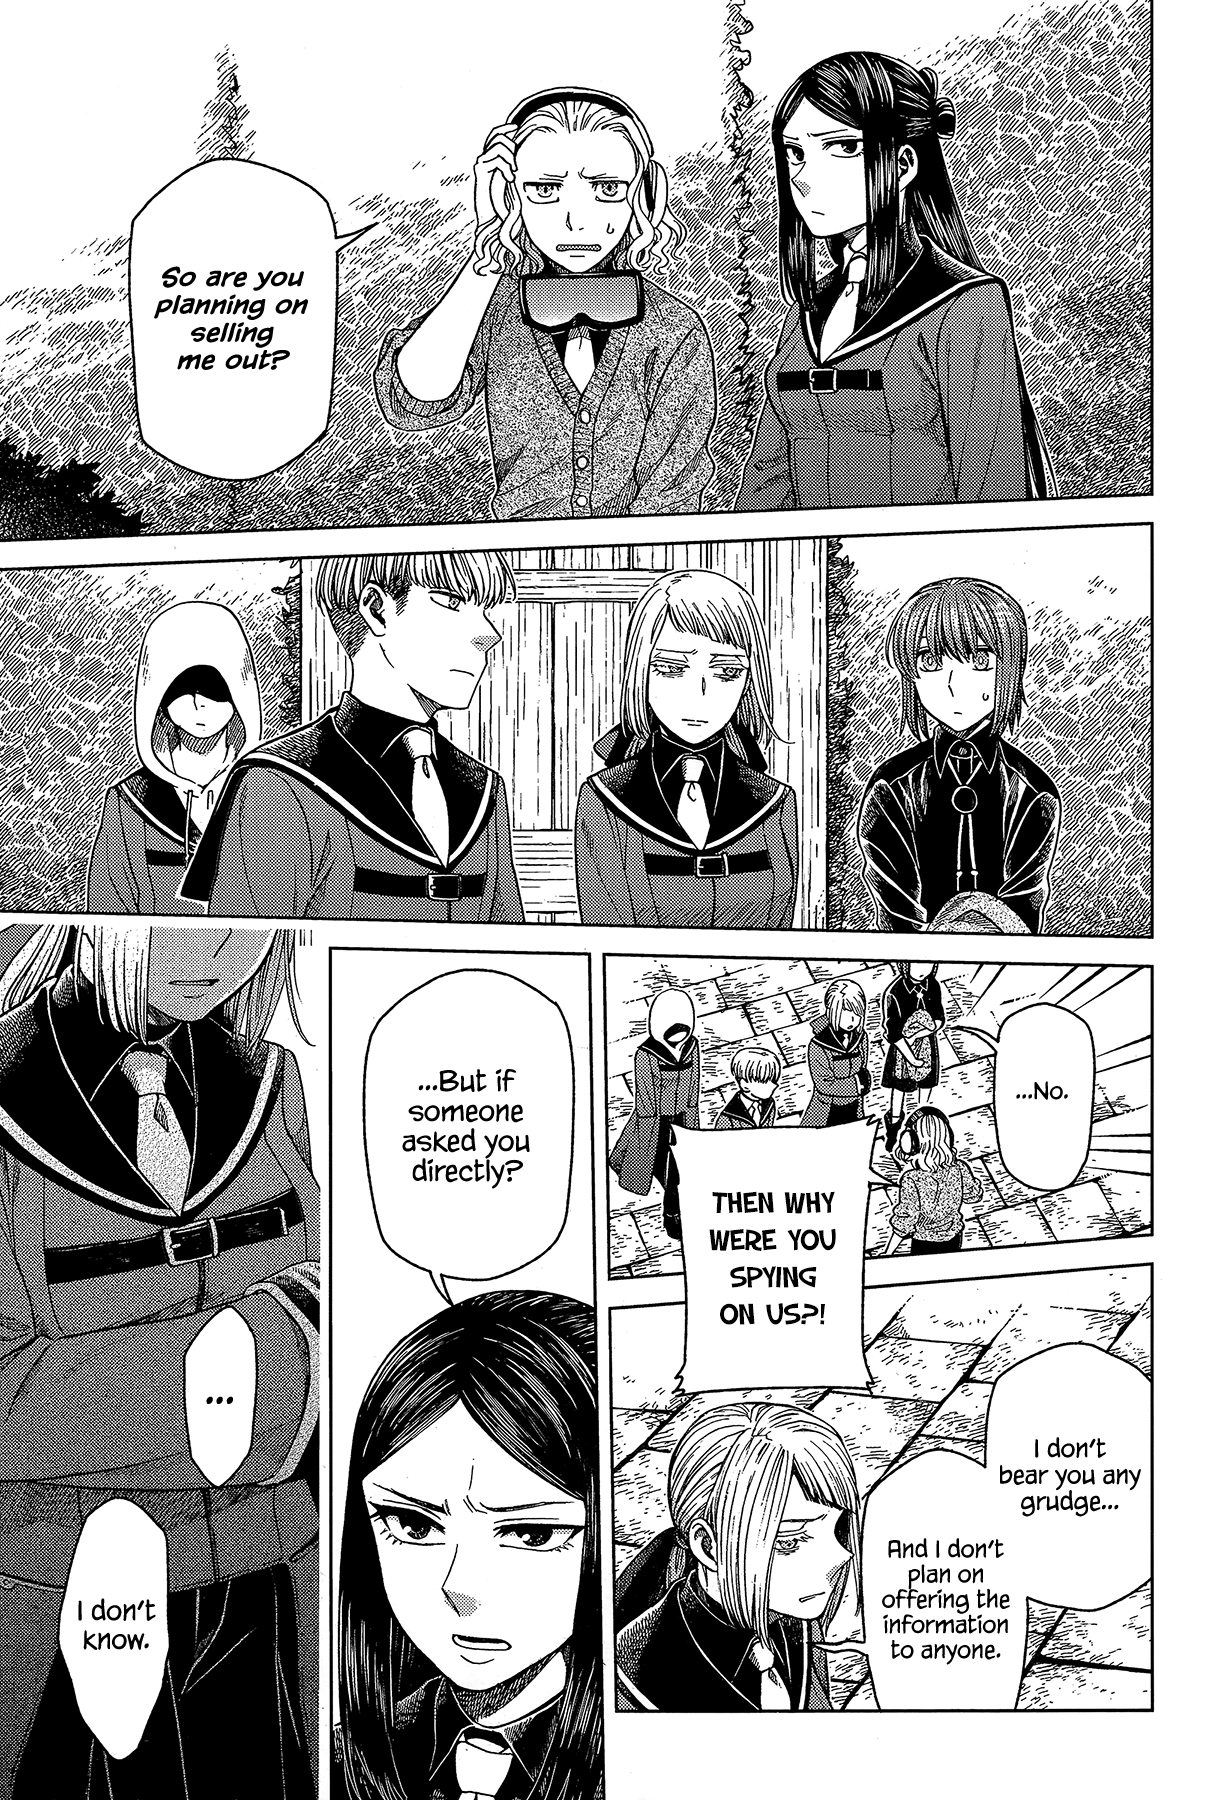 So are you
planning on
selling
me out?
...No.
THEN WHY
WERE YOU
SPYING
ON US?!
I don't
bear you any
grudge...
And I don't
plan on
offering the
information
to anyone.
...But if
someone
asked you
directly?
...
I don't
know.